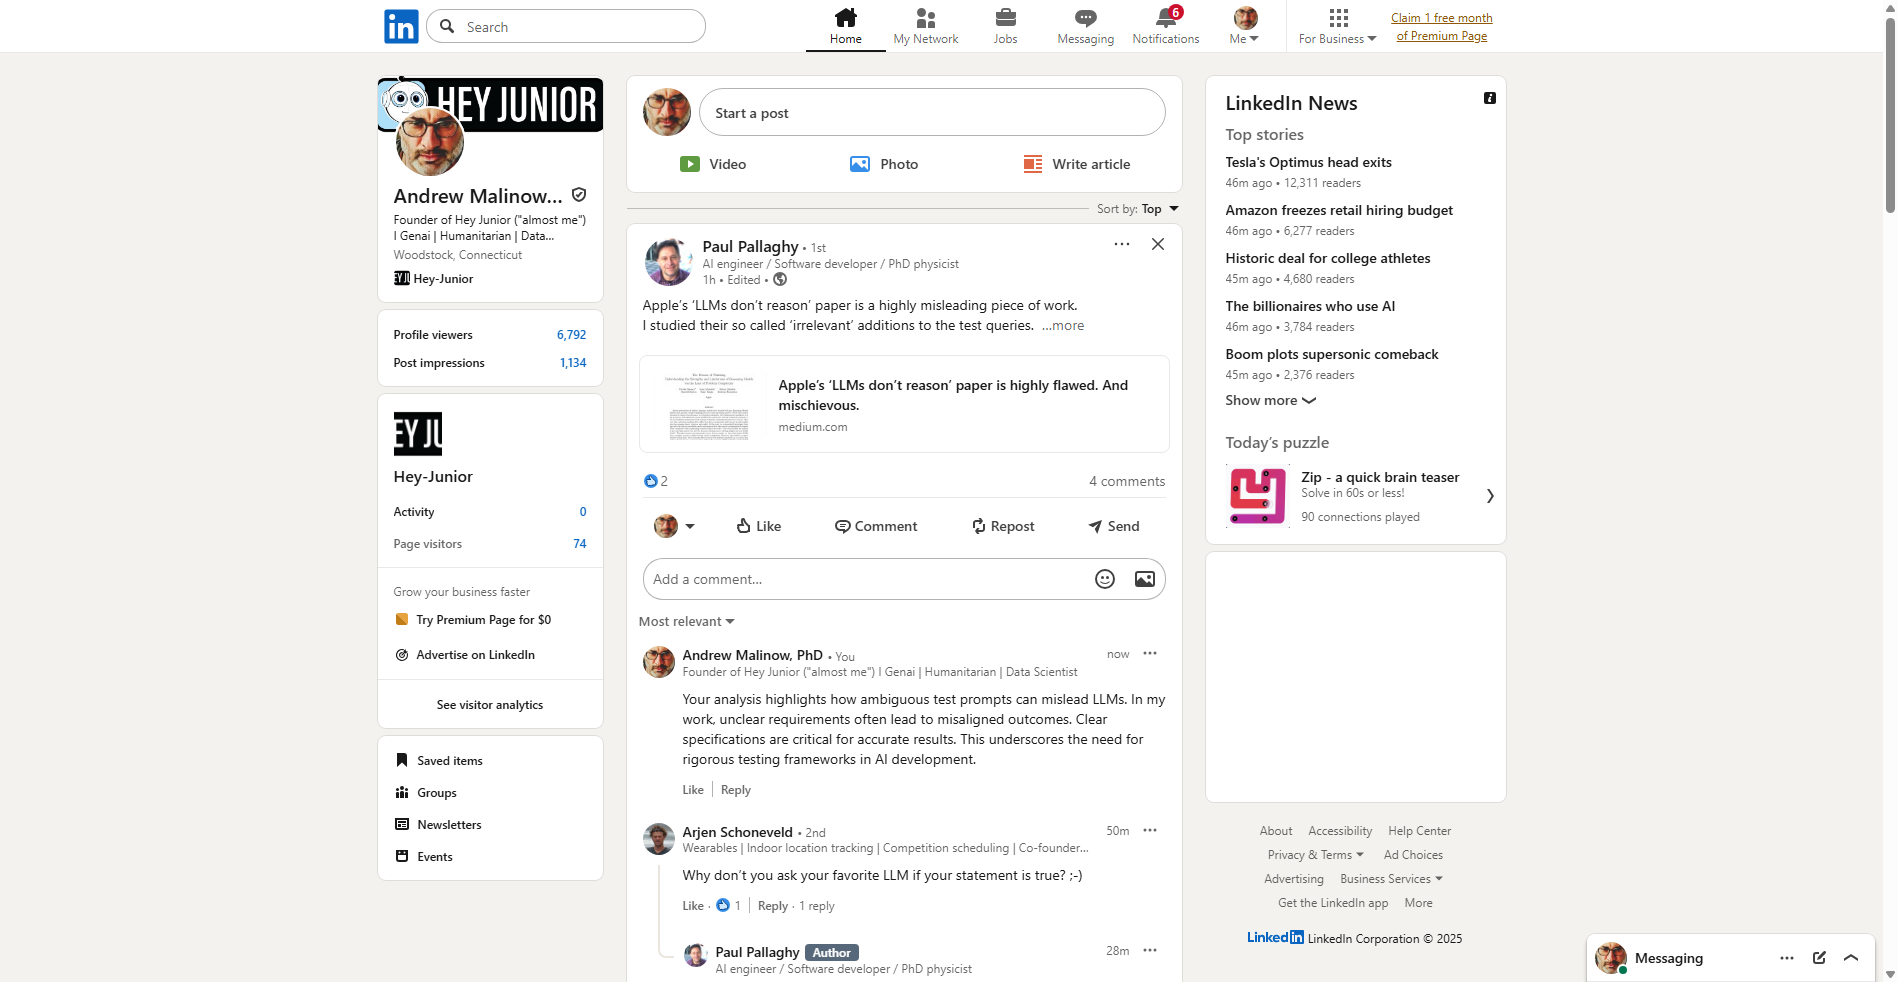 in
Search
Home
My Network
Jobs
Messaging
6
Notifications
Me
For Business
Claim 1 free month
of Premium Page
HEY JUNIOR
Andrew Malinow...
Founder of Hey Junior ("almost me")
I Genai | Humanitarian | Data...
Woodstock, Connecticut
EY JU
Hey-Junior
Profile viewers
6,792
Post impressions
1,134
EY JU
Hey-Junior
Activity
0
Page visitors
74
Grow your business faster
Try Premium Page for $0
Advertise on LinkedIn
See visitor analytics
Saved items
Groups
Newsletters
Events
Start a post
Video
Photo
Write article
Sort by: Top
Paul Pallaghy • 1st
AI engineer / Software developer / PhD physicist
1h • Edited •
Apple’s ‘LLMs don’t reason’ paper is a highly misleading piece of work.
I studied their so called ‘irrelevant’ additions to the test queries. ...more
Apple’s ‘LLMs don’t reason’ paper is highly flawed. And
mischievous.
medium.com
2
4 comments
Like
Comment
Repost
Send
Add a comment...
Most relevant
Andrew Malinow, PhD • You
now
Founder of Hey Junior ("almost me") I Genai | Humanitarian | Data Scientist
Your analysis highlights how ambiguous test prompts can mislead LLMs. In my
work, unclear requirements often lead to misaligned outcomes. Clear
specifications are critical for accurate results. This underscores the need for
rigorous testing frameworks in AI development.
Like
Reply
Arjen Schoneveld • 2nd
50m
Wearables | Indoor location tracking | Competition scheduling | Co-founder...
Why don’t you ask your favorite LLM if your statement is true? ;-)
Like · 1
Reply · 1 reply
Paul Pallaghy Author
28m
AI engineer / Software developer / PhD physicist
LinkedIn News
Top stories
Tesla's Optimus head exits
46m ago • 12,311 readers
Amazon freezes retail hiring budget
46m ago • 6,277 readers
Historic deal for college athletes
45m ago • 4,680 readers
The billionaires who use AI
46m ago • 3,784 readers
Boom plots supersonic comeback
45m ago • 2,376 readers
Show more
Today’s puzzle
Zip - a quick brain teaser
Solve in 60s or less!
90 connections played
About Accessibility Help Center
Privacy & Terms Ad Choices
Advertising Business Services
Get the LinkedIn app More
LinkedIn LinkedIn Corporation © 2025
Messaging